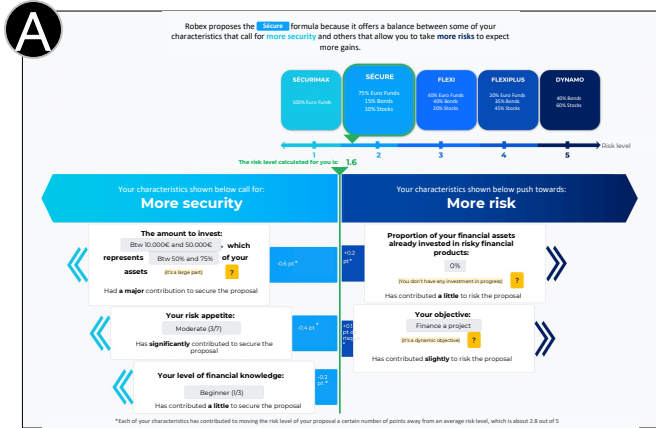 A
Robex proposes the Sécure formula because it offers a balance between some of your
characteristics that call for more security and others that allow you to take more risks to expect
more gains.
SÉCURIMAX
100% Euro Funds
SÉCURE
75% Euro Funds
15% Bonds
10% Stocks
FLEXI
40% Euro Funds
40% Bonds
20% Stocks
FLEXIPLUS
20% Euro Funds
35% Bonds
45% Stocks
DYNAMO
40% Bonds
60% Stocks
1
2
3
4
5
Risk level
The risk level calculated for you is: 1.6
Your characteristics shown below call for:
More security
Your characteristics shown below push towards:
More risk
The amount to invest:
Btw 10.000€ and 50.000€ , which
represents Btw 50% and 75% of your
assets (it's a large part) ?
Had a major contribution to secure the proposal
-0.6 pt*
Your risk appetite:
Moderate (3/7)
Has significantly contributed to secure the
proposal
-0.4 pt*
Your level of financial knowledge:
Beginner (1/3)
Has contributed a little to secure the proposal
-0.2
pt*
+0.2
pt*
Proportion of your financial assets
already invested in risky financial
products:
0%
(You don't have any investment in progress) ?
Has contributed a little to risk the proposal
+0.1
pt d
risq
*
Your objective:
Finance a project
(it's a dynamic objective) ?
Has contributed slightly to risk the proposal
*Each of your characteristics has contributed to moving the risk level of your proposal a certain number of points away from an average risk level, which is about 2.8 out of 5